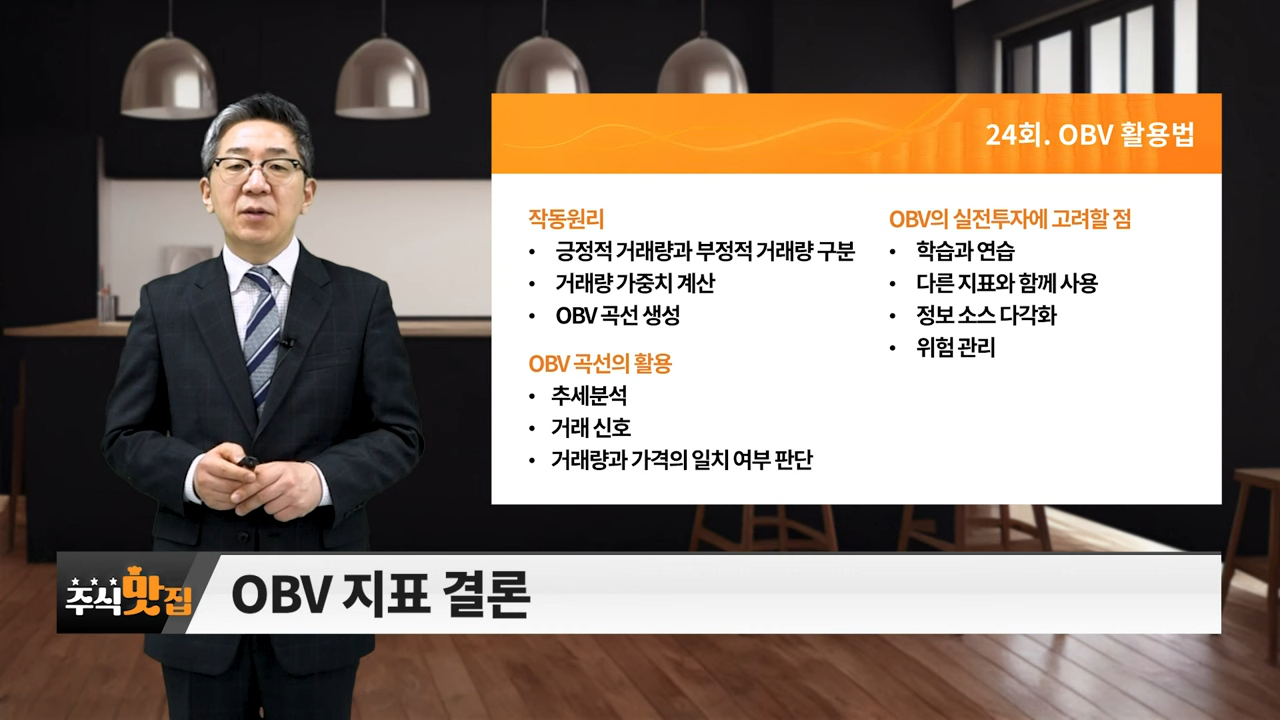 24회. OBV 활용법
작동원리
• 긍정적 거래량과 부정적 거래량 구분
• 거래량 가중치 계산
• OBV 곡선 생성
OBV 곡선의 활용
• 추세분석
• 거래 신호
• 거래량과 가격의 일치 여부 판단
OBV의 실전투자에 고려할 점
• 학습과 연습
• 다른 지표와 함께 사용
• 정보 소스 다각화
• 위험 관리
주식맛집
OBV 지표 결론